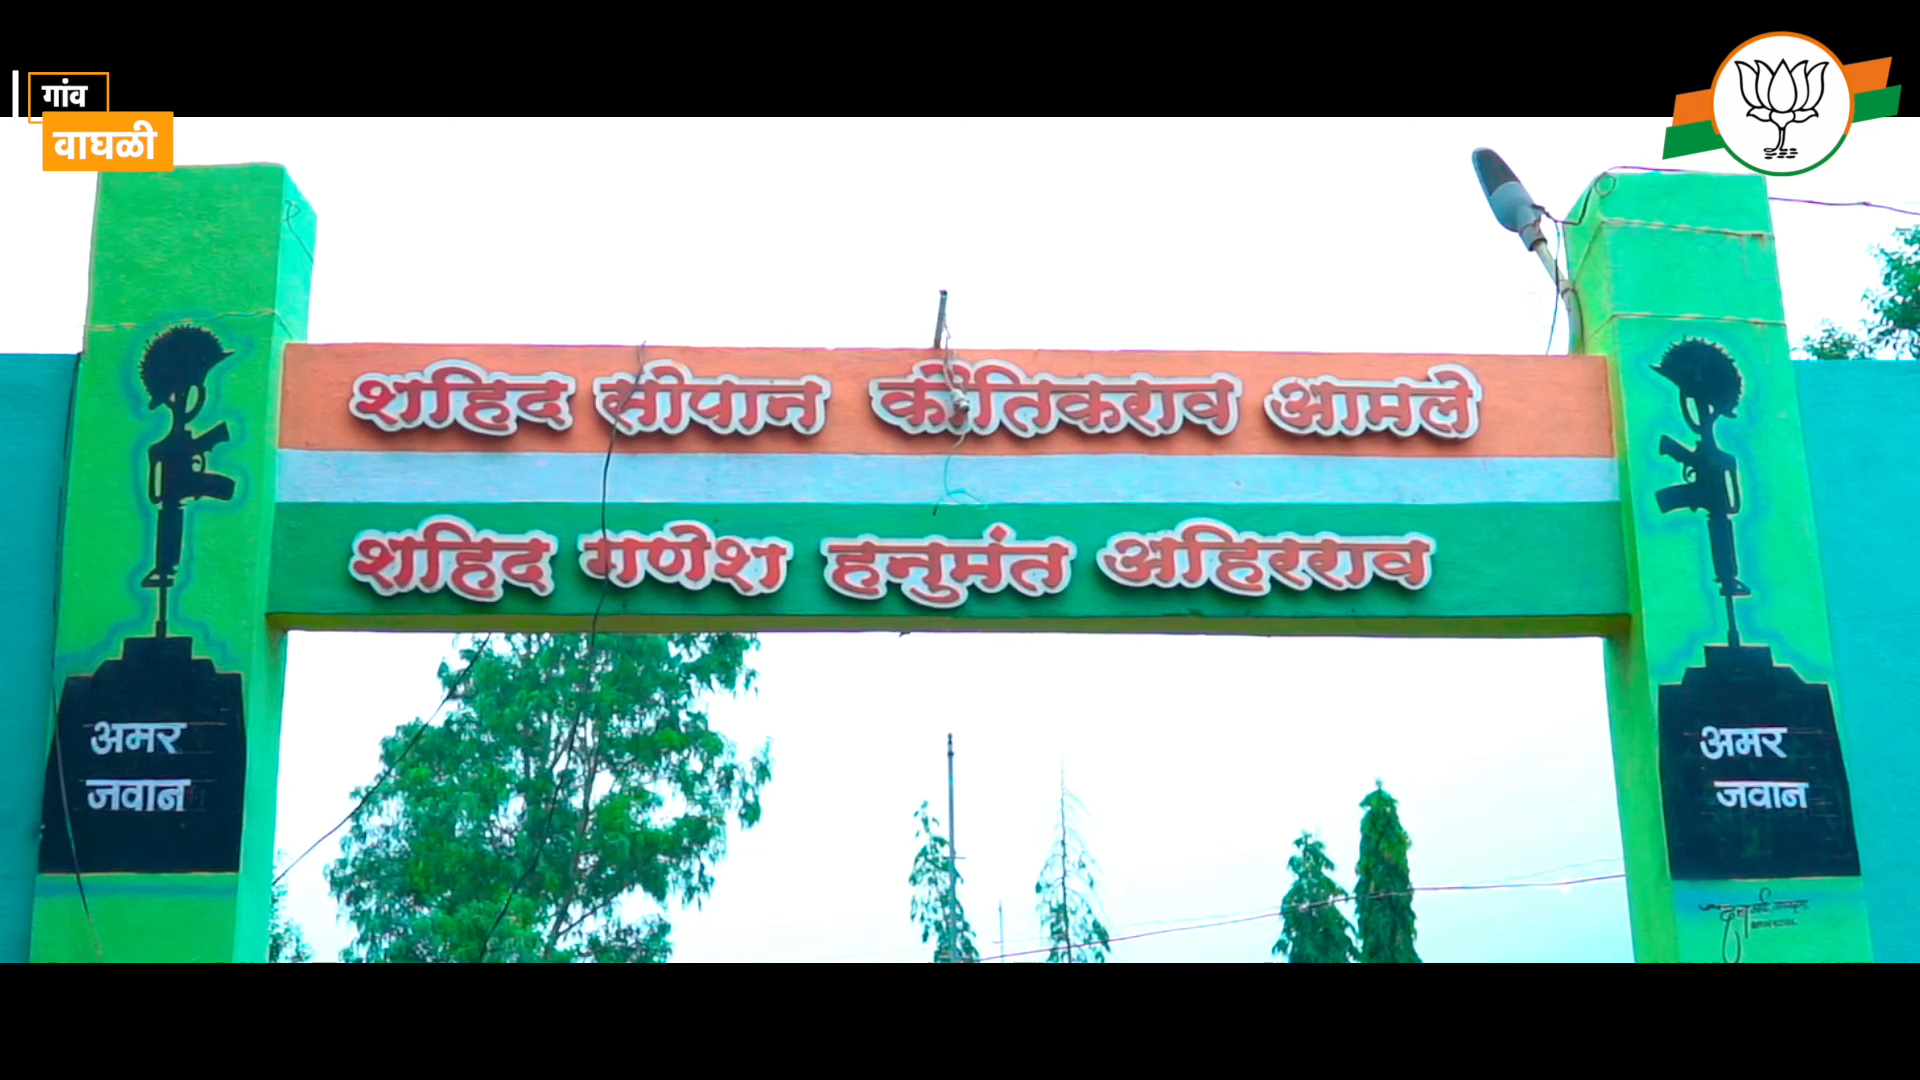 गांव
वाघळी
शहिद सोपान कौतिकराव आमले
शहिद गणेश हनुमंत अहिरराव
अमर
जवान
अमर
जवान